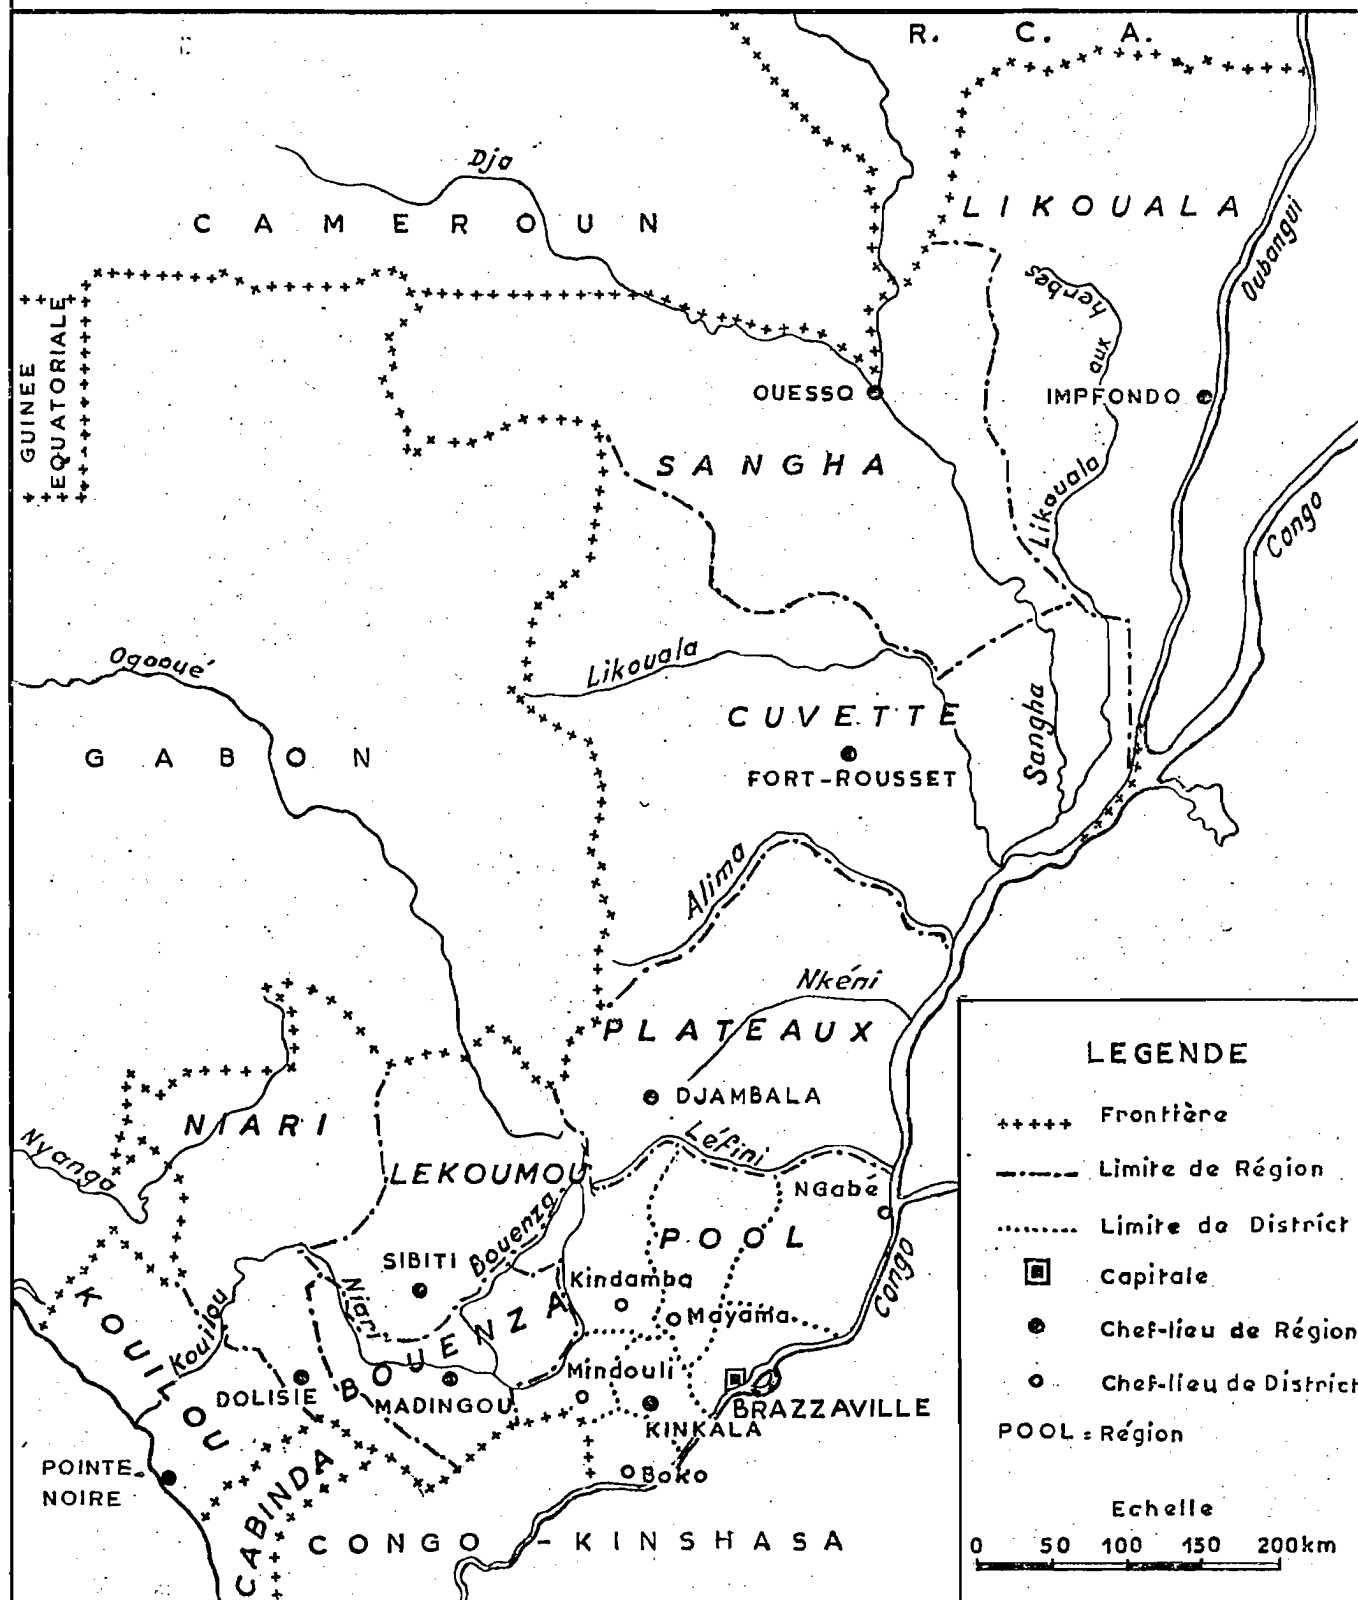 R. C. A.
Dja
CAMEROUN
LIKOUALA
Oubangui
GUINEE
EQUATORIALE
Likouala aux herbes
OUESSO
IMPFONDO
SANGHA
Congo
Ogooué
Likouala
Sangha
CUVETTE
FORT-ROUSSET
GABON
Alima
Nkéni
PLATEAUX
DJAMBALA
NIARI
Nyanga
Léfini
LEKOUMOU
NGabé
Bouenza
POOL
SIBITI
Kindamba
Mayama
Congo
KOUILOU
Kouilou
Niari
BOUENZA
Mindouli
DOLISIE
MADINGOU
BRAZZAVILLE
KINKALA
POINTE-
NOIRE
CABINDA
Boko
CONGO - KINSHASA
LEGENDE
+++++ Frontière
Limite de Région
Limite de District
Capitale
Chef-lieu de Région
Chef-lieu de District
POOL = Région
Echelle
0 50 100 150 200km